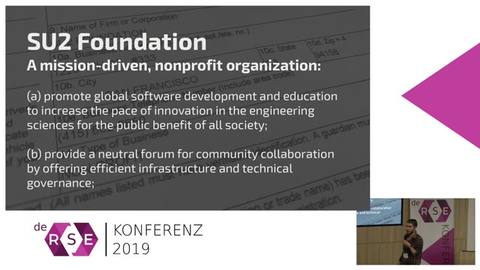 SU2 Foundation
A mission-driven, nonprofit organization:
(a) promote global software development and education
to increase the pace of innovation in the engineering
sciences for the public benefit of all society;
(b) provide a neutral forum for community collaboration
by offering efficient infrastructure and technical
governance;
de
RSE
KONFERENZ
2019